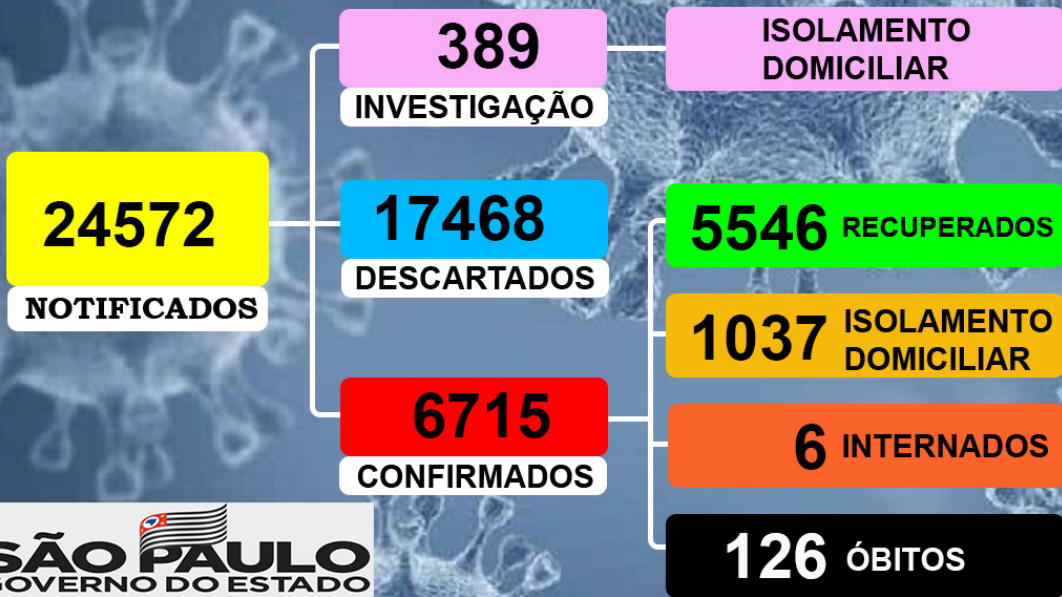 24572
NOTIFICADOS
389
INVESTIGAÇÃO
ISOLAMENTO
DOMICILIAR
17468
DESCARTADOS
6715
CONFIRMADOS
5546 RECUPERADOS
1037 ISOLAMENTO
DOMICILIAR
6 INTERNADOS
126 ÓBITOS
SÃO PAULO
GOVERNO DO ESTADO